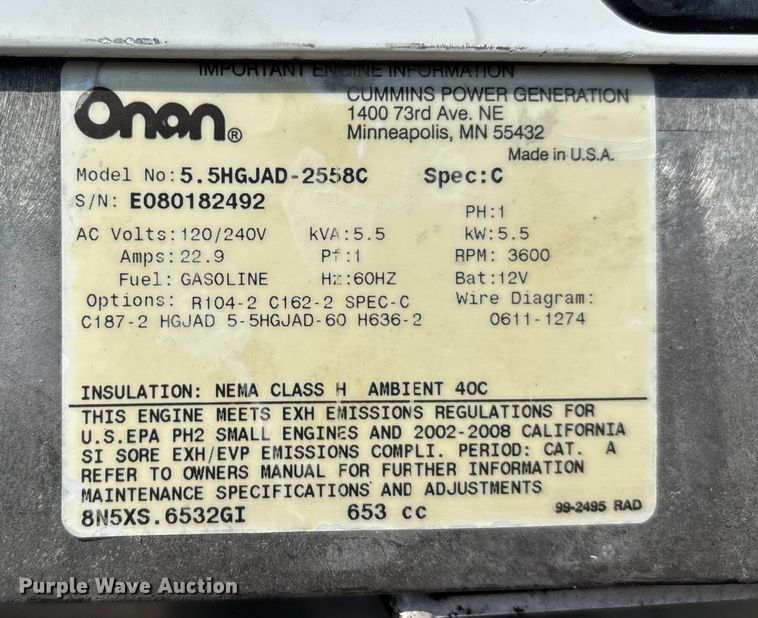 IMPORTANT ENGINE INFORMATION
Onan®
CUMMINS POWER GENERATION
1400 73rd Ave. NE
Minneapolis, MN 55432
Made in U.S.A.
Model No: 5.5HGJAD-2558C Spec:C
S/N: E080182492
PH:1
AC Volts:120/240V kVA:5.5 kW:5.5
Amps:22.9 Pf:1 RPM: 3600
Fuel: GASOLINE Hz:60HZ Bat:12V
Options: R104-2 C162-2 SPEC-C Wire Diagram:
C187-2 HGJAD 5-5HGJAD-60 H636-2 0611-1274
INSULATION: NEMA CLASS H AMBIENT 40C
THIS ENGINE MEETS EXH EMISSIONS REGULATIONS FOR
U.S.EPA PH2 SMALL ENGINES AND 2002-2008 CALIFORNIA
SI SORE EXH/EVP EMISSIONS COMPLI. PERIOD: CAT. A
REFER TO OWNERS MANUAL FOR FURTHER INFORMATION
MAINTENANCE SPECIFICATIONS AND ADJUSTMENTS
8N5XS.6532GI 653 cc 99-2495 RAD
Purple Wave Auction